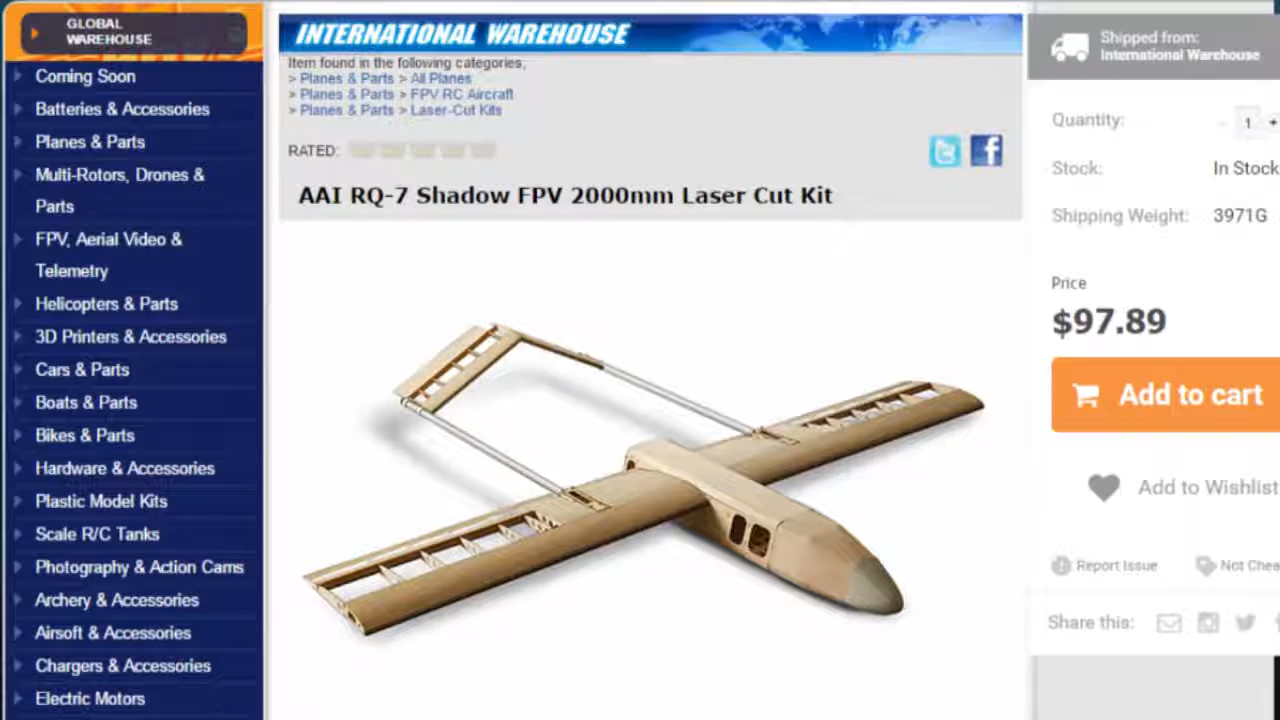 GLOBAL
WAREHOUSE
Coming Soon
Batteries & Accessories
Planes & Parts
Multi-Rotors, Drones &
Parts
FPV, Aerial Video &
Telemetry
Helicopters & Parts
3D Printers & Accessories
Cars & Parts
Boats & Parts
Bikes & Parts
Hardware & Accessories
Plastic Model Kits
Scale R/C Tanks
Photography & Action Cams
Archery & Accessories
Airsoft & Accessories
Chargers & Accessories
Electric Motors
INTERNATIONAL WAREHOUSE
Item found in the following categories;
> Planes & Parts > All Planes
> Planes & Parts > FPV RC Aircraft
> Planes & Parts > Laser-Cut Kits
RATED:
AAI RQ-7 Shadow FPV 2000mm Laser Cut Kit
Shipped from:
International Warehouse
Quantity: - 1 +
Stock: In Stock
Shipping Weight: 3971G
Price
$97.89
Add to cart
Add to Wishlist
Report Issue Not Chea
Share this: